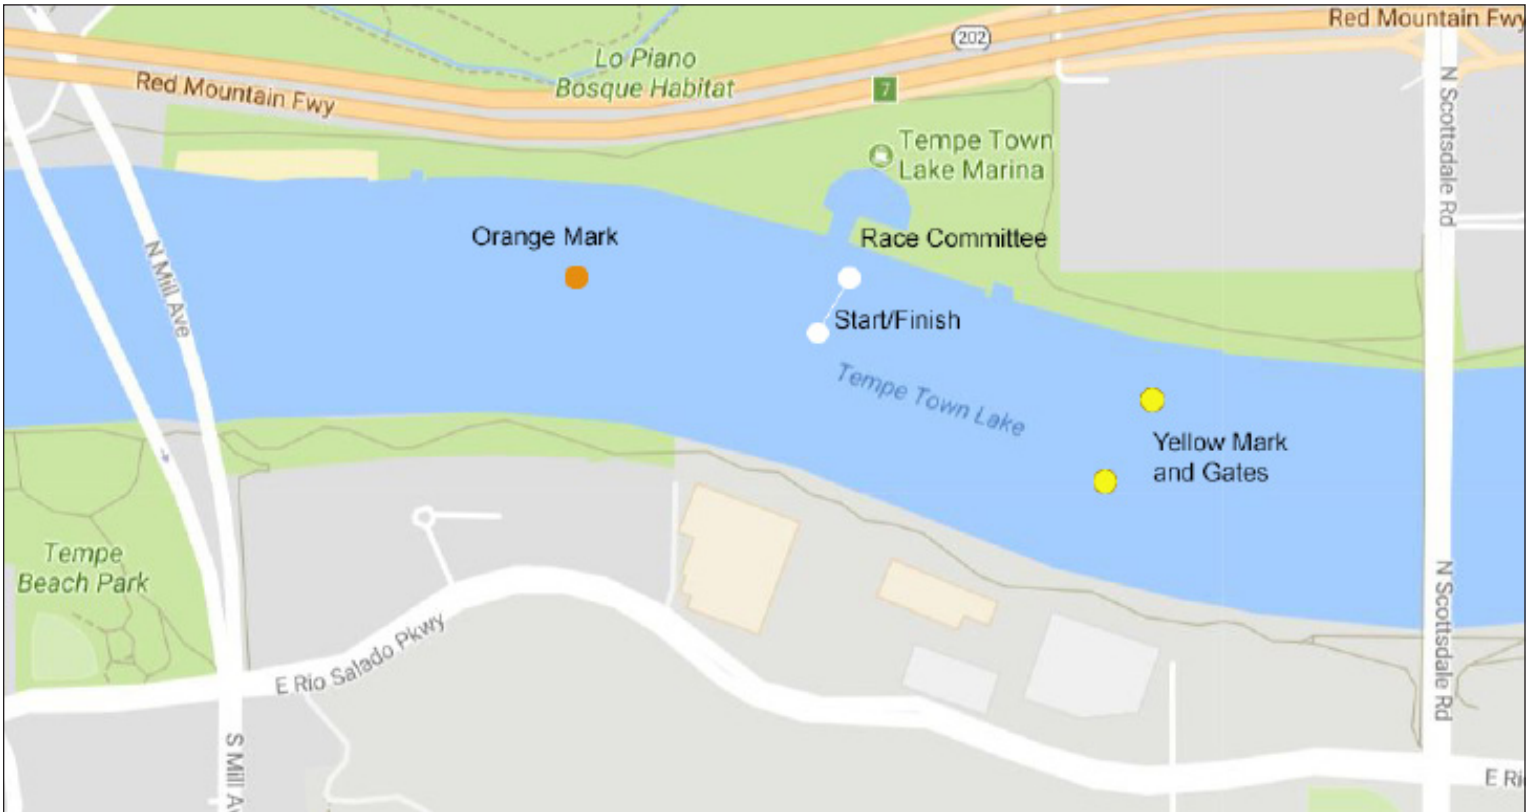 Red Mountain Fwy
202
Lo Piano
Bosque Habitat
Red Mountain Fwy
7
N Scottsdale Rd
Tempe Town
Lake Marina
Orange Mark
Race Committee
N Mill Ave
Start/Finish
Tempe Town Lake
Yellow Mark
and Gates
Tempe
Beach Park
N Scottsdale Rd
E Rio Salado Pkwy
S Mill Av
E Ri